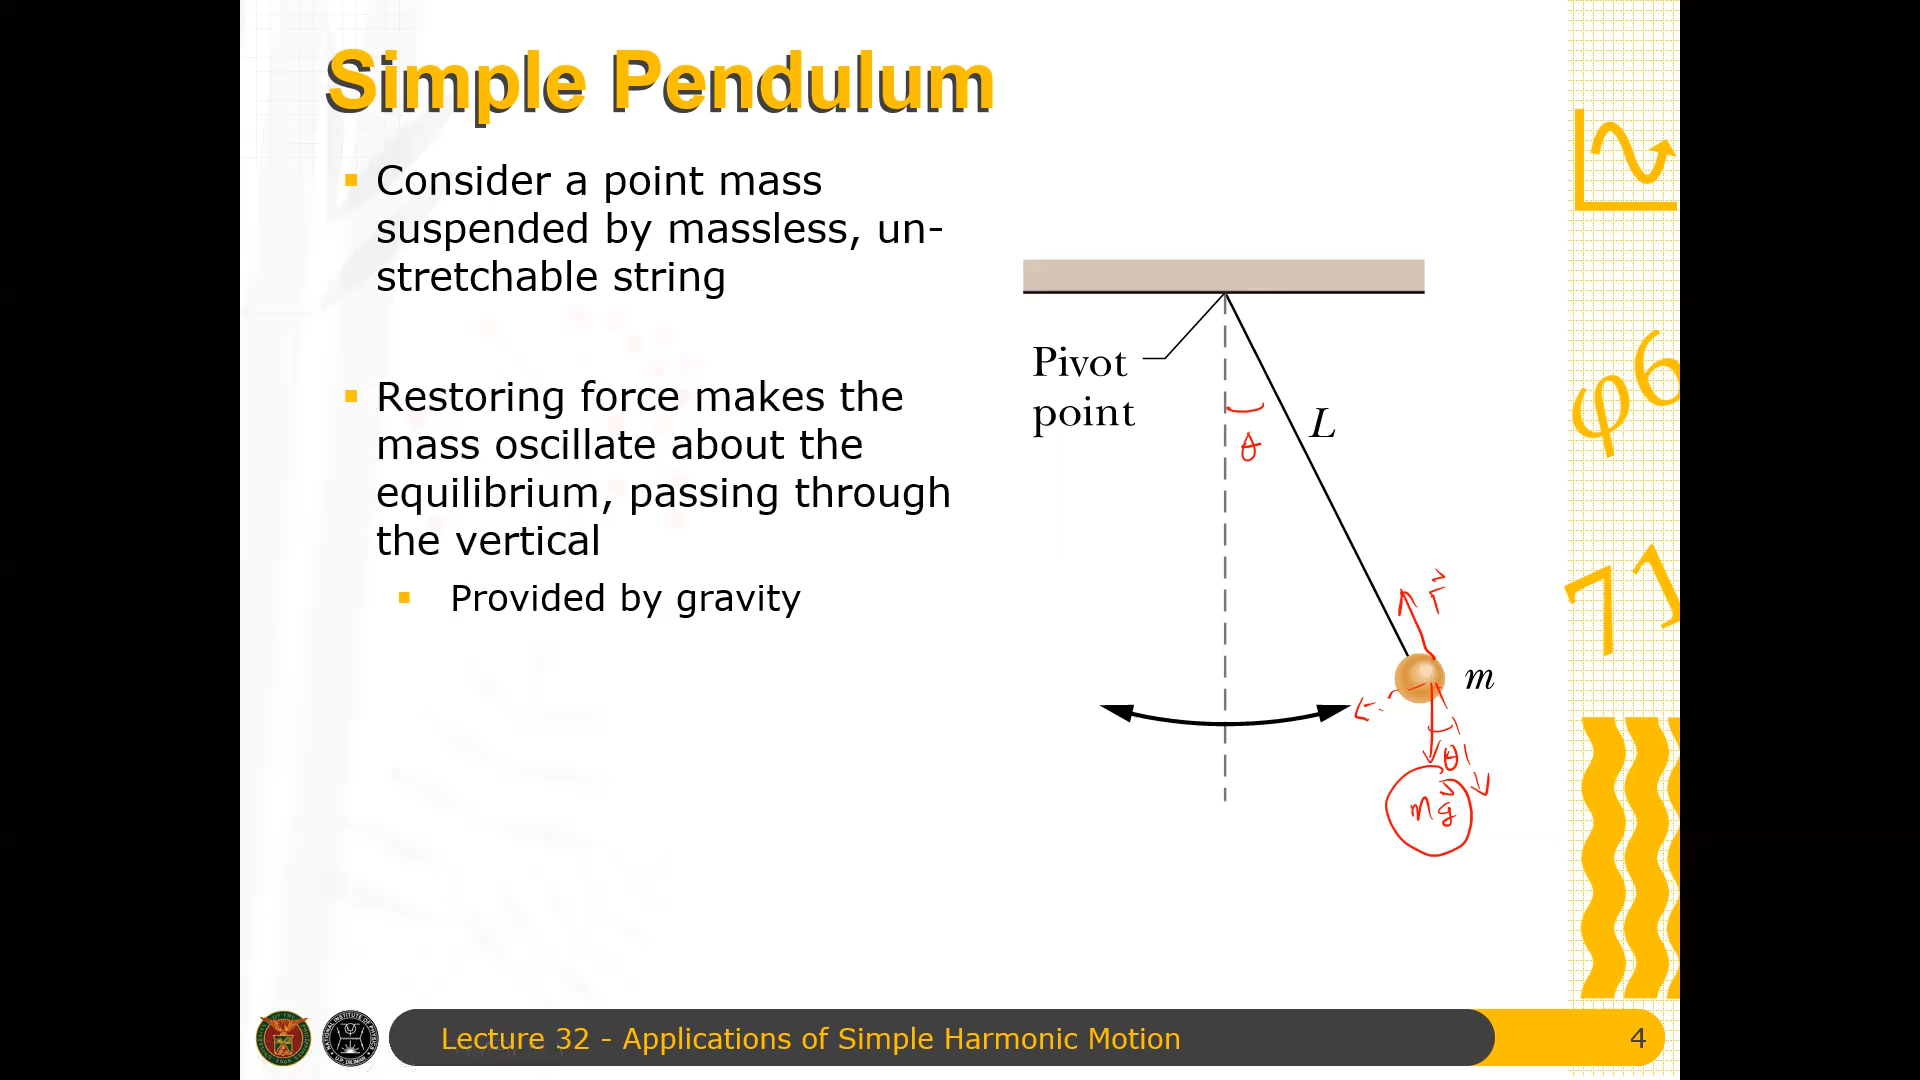 Simple Pendulum
Consider a point mass
suspended by massless, un-
stretchable string
Restoring force makes the
mass oscillate about the
equilibrium, passing through
the vertical
Provided by gravity
Pivot
point
θ
L
m
θ
mg
φ6
71
Lecture 32 - Applications of Simple Harmonic Motion
4